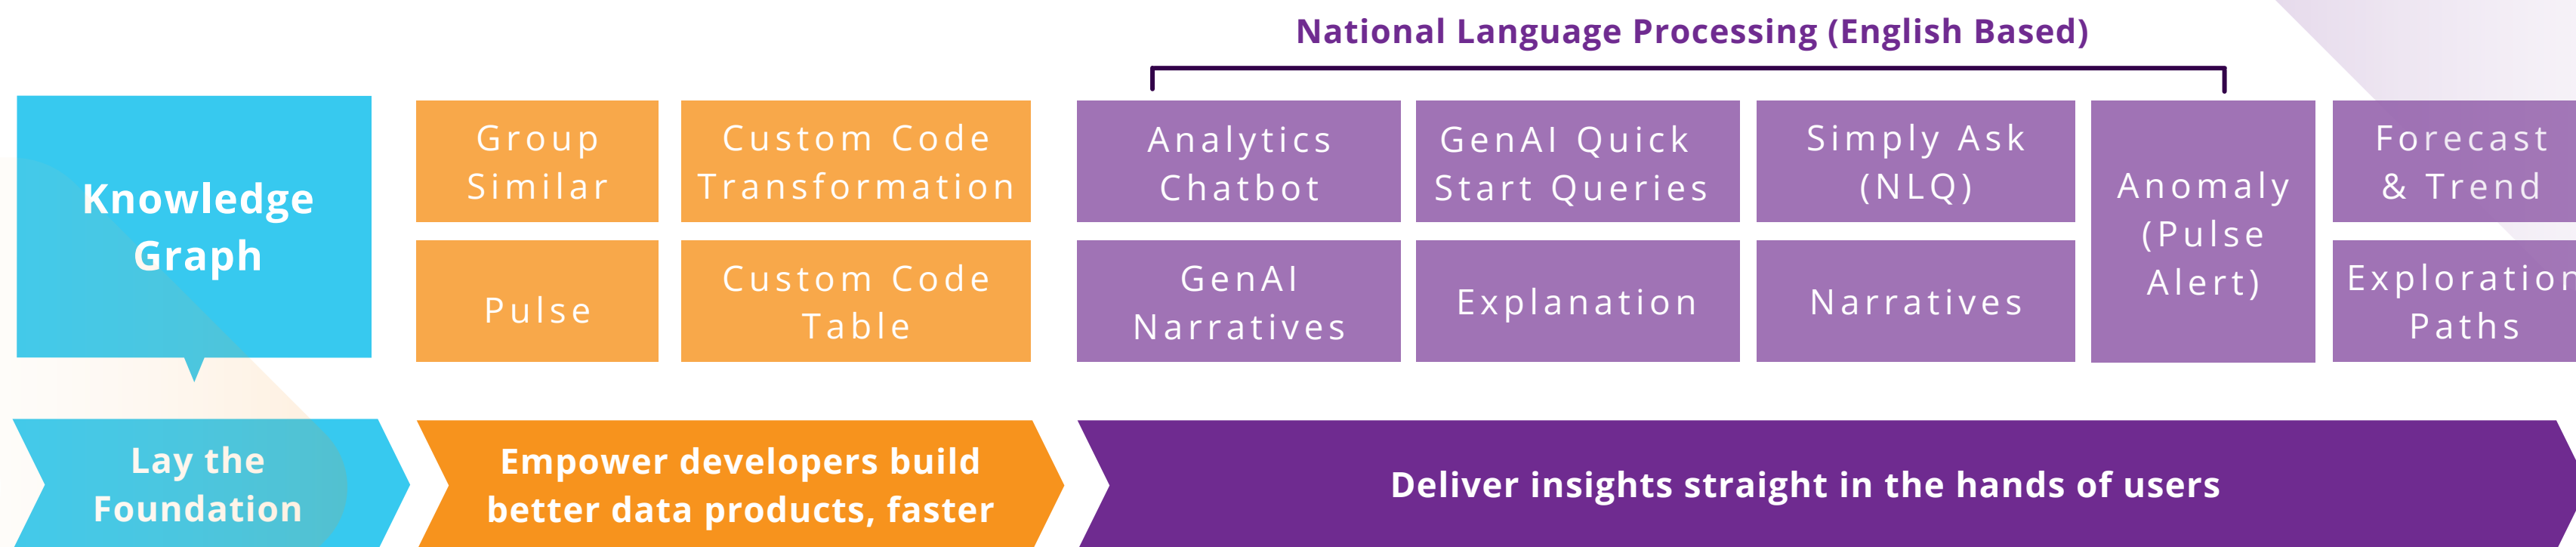 National Language Processing (English Based)
Knowledge
Graph
Group
Similar
Custom Code
Transformation
Pulse
Custom Code
Table
Analytics
Chatbot
GenAI Quick
Start Queries
Simply Ask
(NLQ)
GenAI
Narratives
Explanation
Narratives
Anomaly
(Pulse
Alert)
Forecast
& Trend
Exploration
Paths
Lay the
Foundation
Empower developers build
better data products, faster
Deliver insights straight in the hands of users